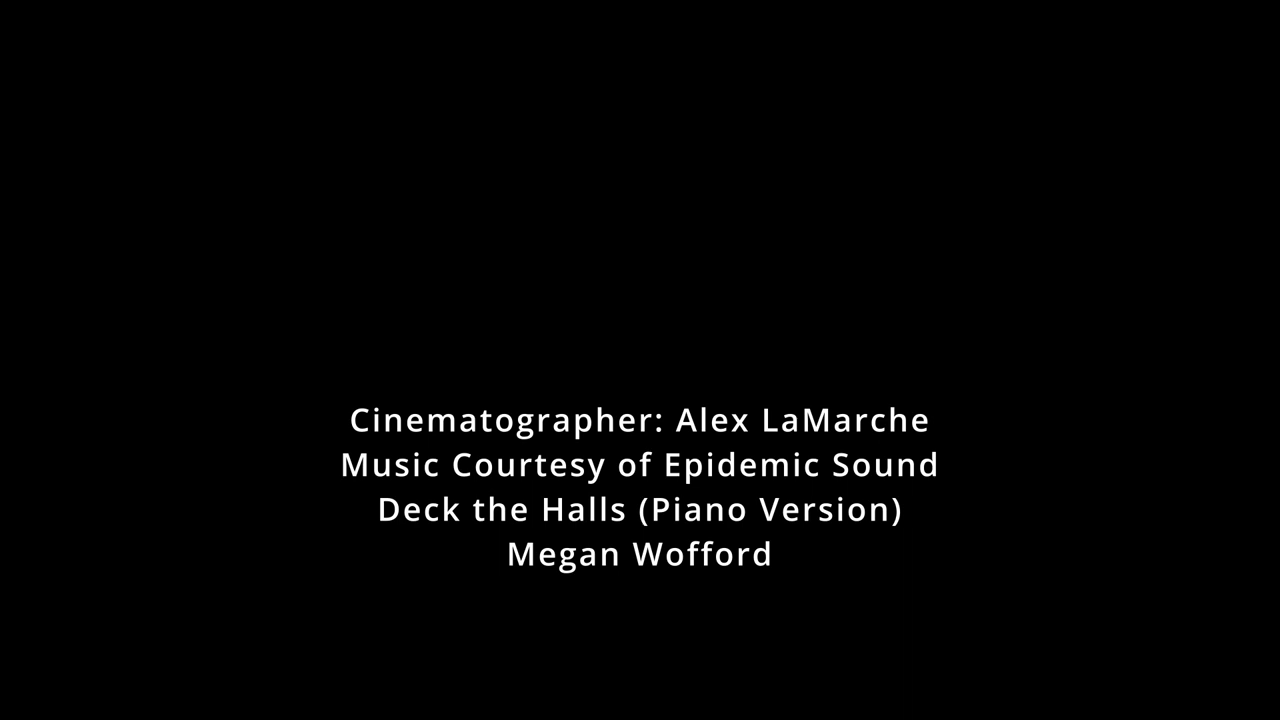 Cinematographer: Alex LaMarche
Music Courtesy of Epidemic Sound
Deck the Halls (Piano Version)
Megan Wofford